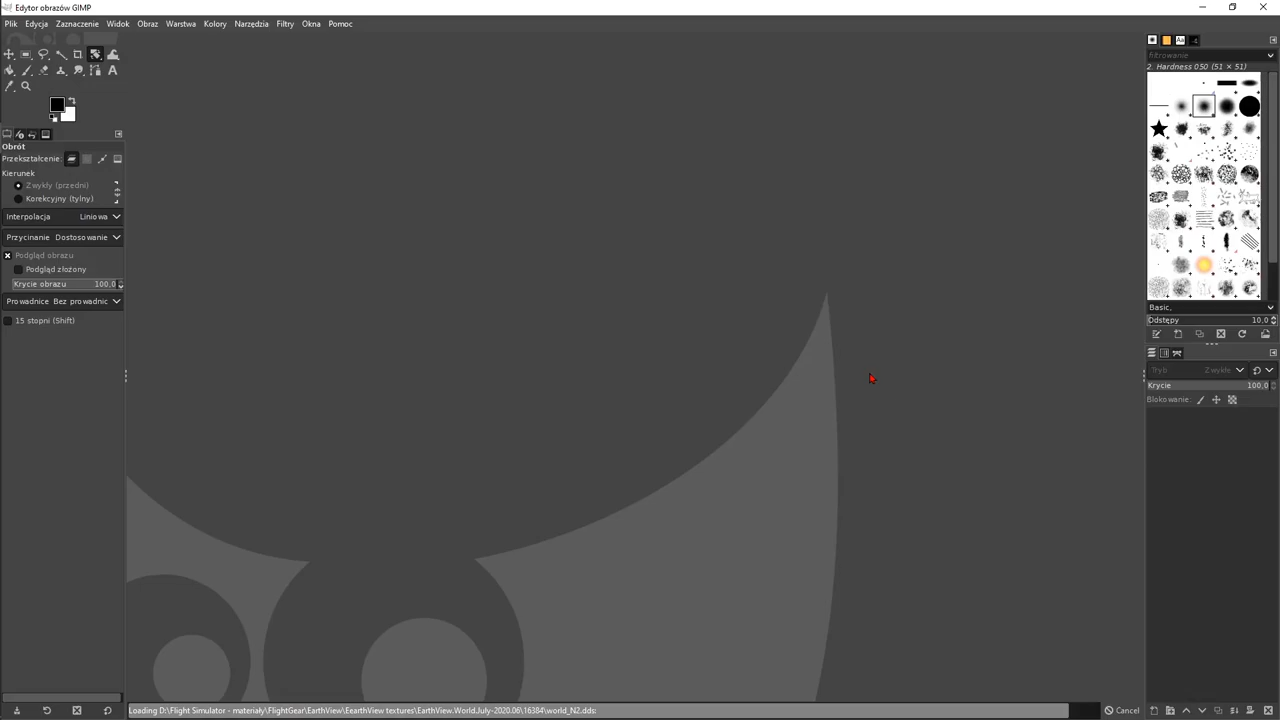 Edytor obrazów GIMP
Plik Edycja Zaznaczenie Widok Obraz Warstwa Kolory Narzędzia Filtry Okna Pomoc
filtrowanie
2. Hardness 050 (51 × 51)
Obrót
Przekształcenie:
Kierunek
Zwykły (przedni)
Korekcyjny (tylny)
Interpolacja Liniowa
Przycinanie Dostosowanie
Podgląd obrazu
Podgląd złożony
Krycie obrazu 100,0
Prowadnice Bez prowadnic
15 stopni (Shift)
Basic,
Odstępy 10,0
Tryb Zwykłe
Krycie 100,0
Blokowanie:
Loading D:\Flight Simulator - materiały\FlightGear\EarthView\EearthView textures\EarthView.World.July-2020.06\16384\world_N2.dds:
Cancel